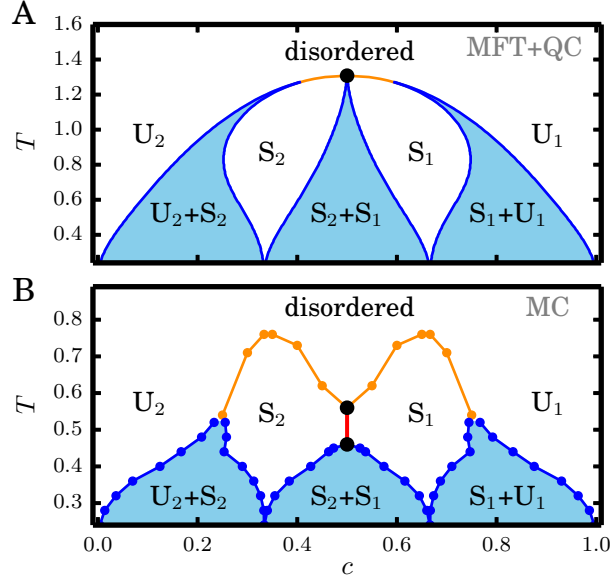 A
1.6
1.4
1.2
1.0
0.8
0.6
0.4
T
disordered
MFT+QC
U₂
S₂
S₁
U₁
U₂+S₂
S₂+S₁
S₁+U₁
B
0.8
0.7
0.6
0.5
0.4
0.3
T
disordered
MC
U₂
S₂
S₁
U₁
U₂+S₂
S₂+S₁
S₁+U₁
0.0
0.2
0.4
0.6
0.8
1.0
c